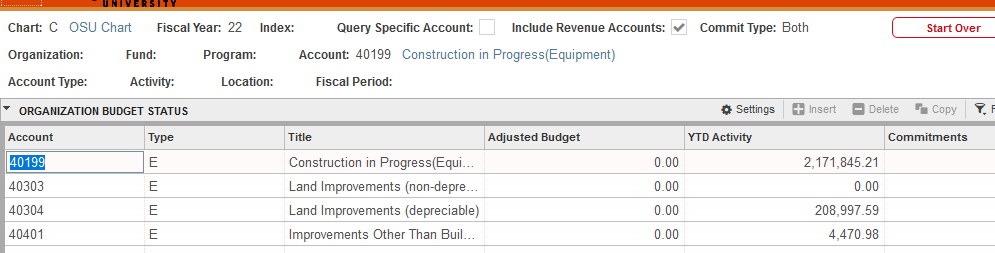 UNIVERSITY
Chart: C OSU Chart Fiscal Year: 22 Index: Query Specific Account: Include Revenue Accounts: Commit Type: Both Start Over
Organization: Fund: Program: Account: 40199 Construction in Progress(Equipment)
Account Type: Activity: Location: Fiscal Period:
ORGANIZATION BUDGET STATUS Settings Insert Delete Copy
Account Type Title Adjusted Budget YTD Activity Commitments
40199 E Construction in Progress(Equi... 0.00 2,171,845.21
40303 E Land Improvements (non-depre... 0.00 0.00
40304 E Land Improvements (depreciable) 0.00 208,997.59
40401 E Improvements Other Than Buil... 0.00 4,470.98